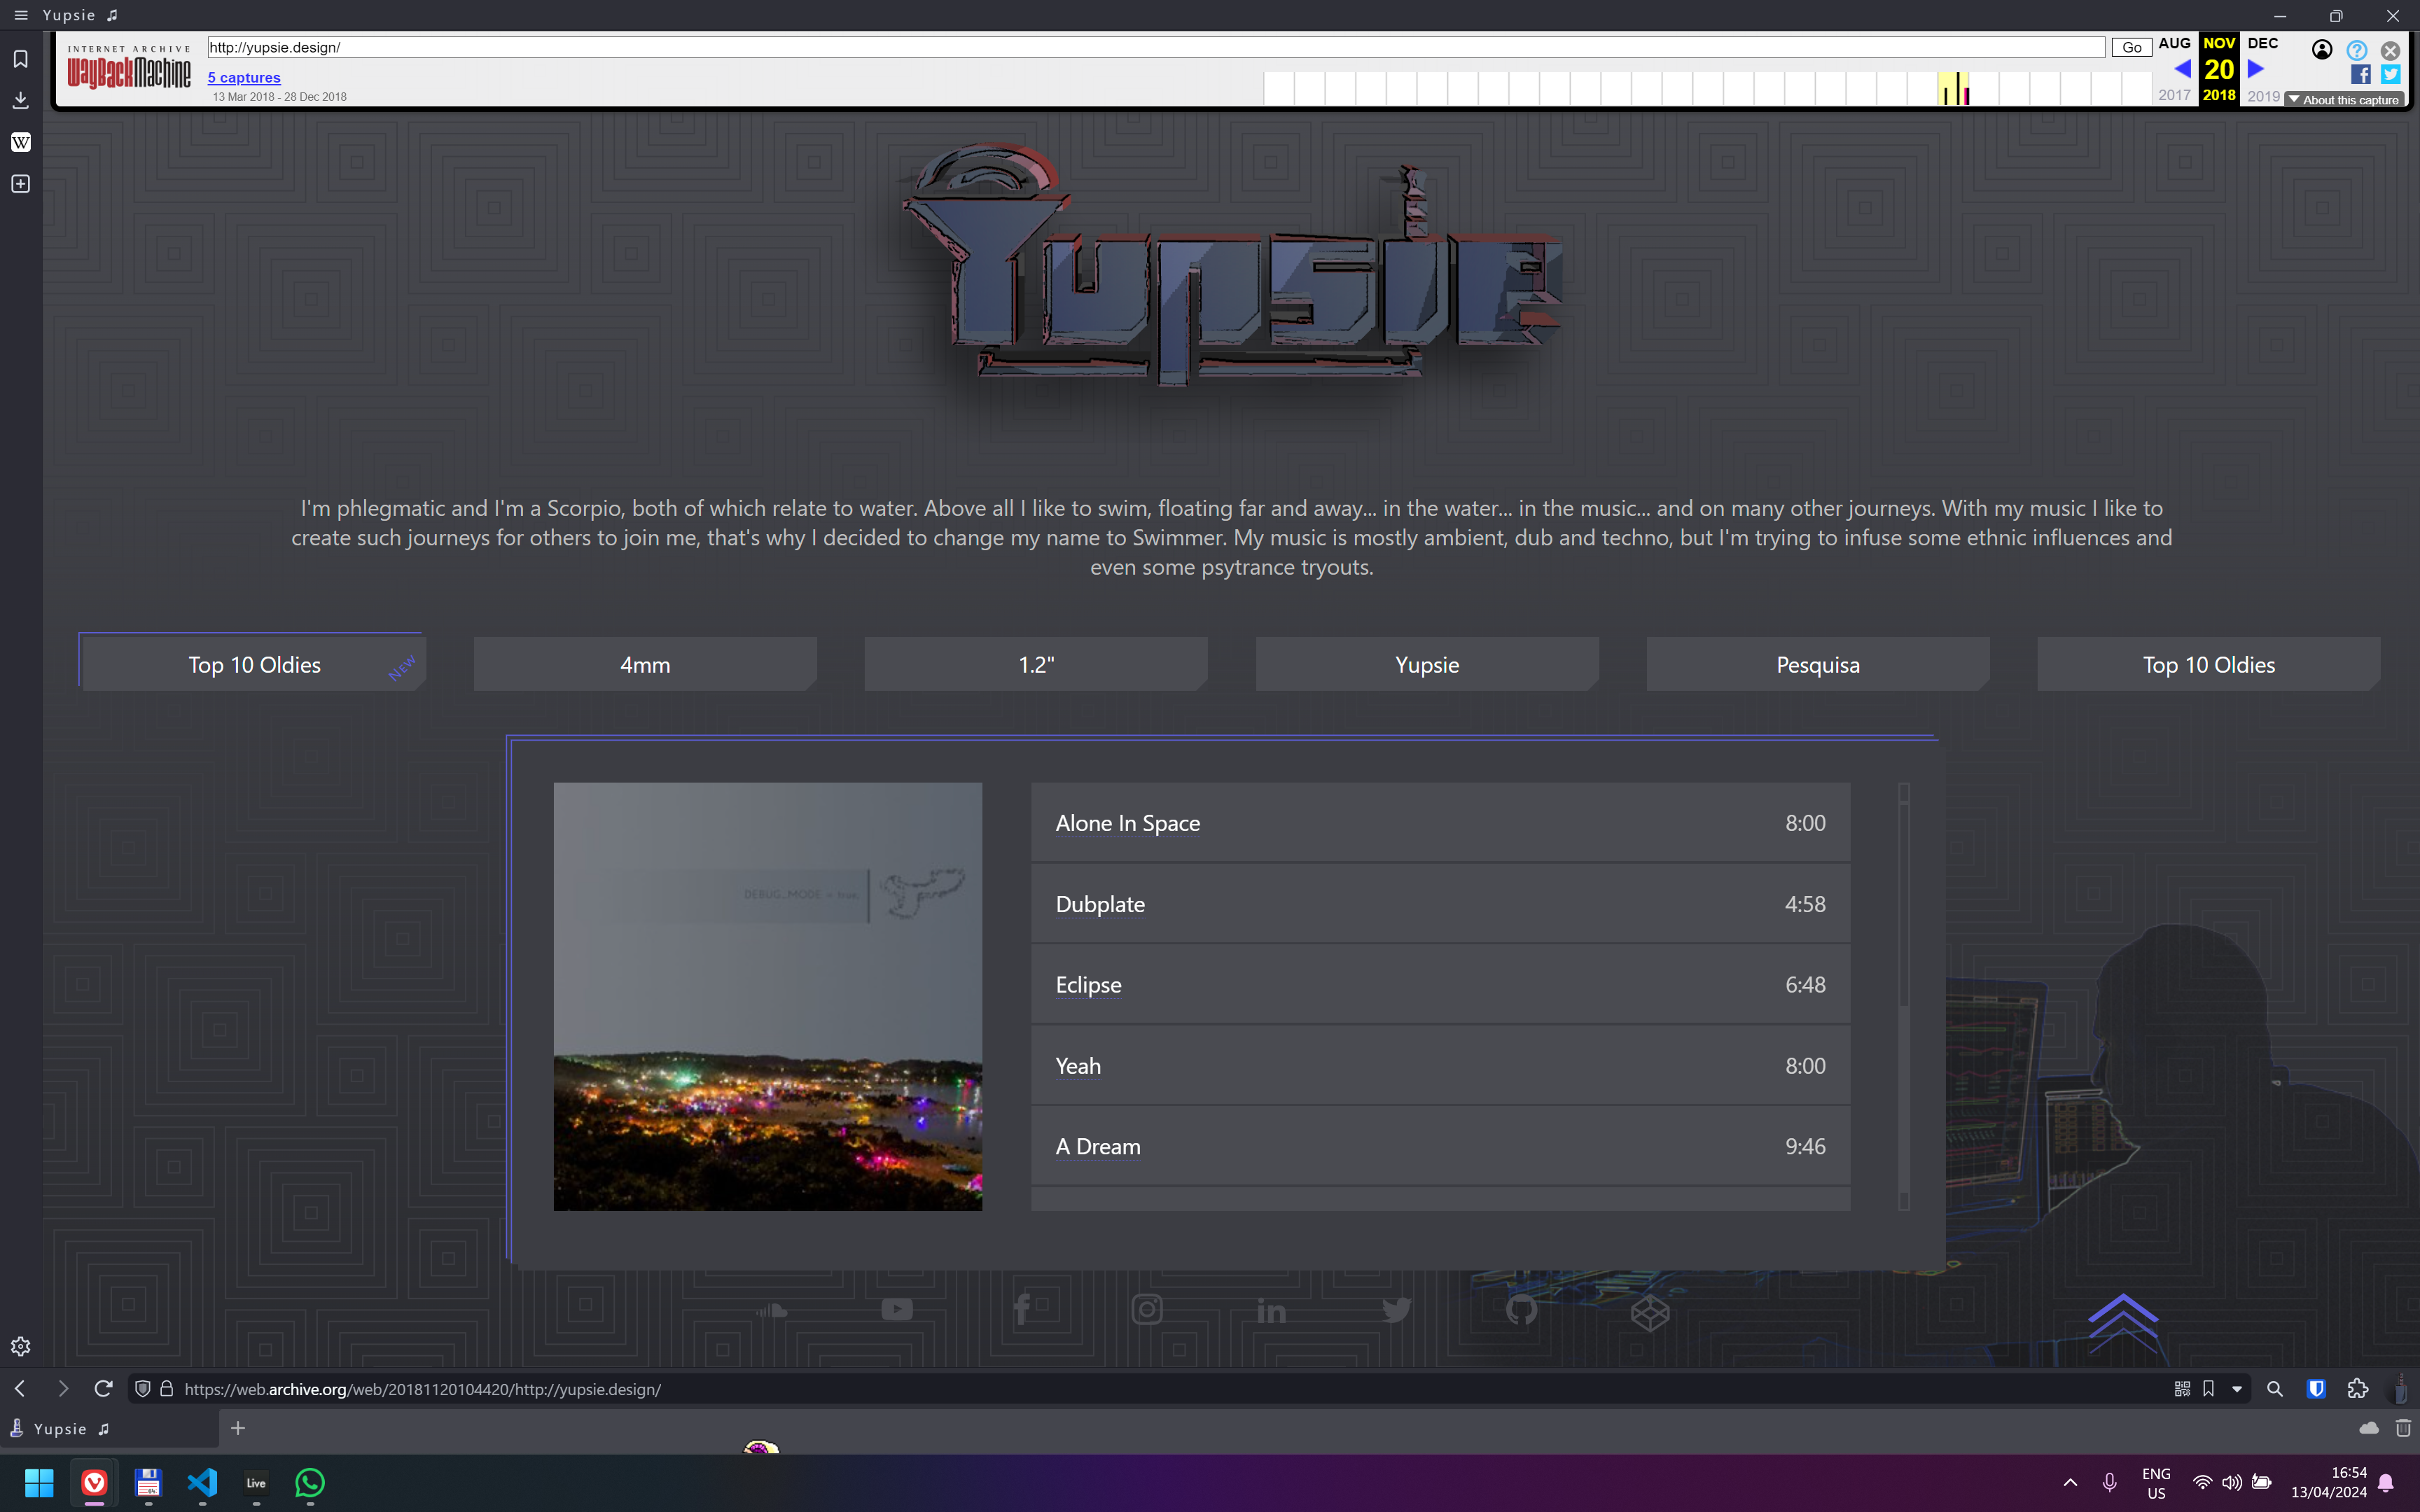 Yupsie ♫
INTERNET ARCHIVE
WayBackMachine
http://yupsie.design/
Go
5 captures
13 Mar 2018 - 28 Dec 2018
AUG
NOV
DEC
20
2017
2018
2019
About this capture
Yupsie
I'm phlegmatic and I'm a Scorpio, both of which relate to water. Above all I like to swim, floating far and away... in the water... in the music... and on many other journeys. With my music I like to
create such journeys for others to join me, that's why I decided to change my name to Swimmer. My music is mostly ambient, dub and techno, but I'm trying to infuse some ethnic influences and
even some psytrance tryouts.
Top 10 Oldies
New
4mm
1.2"
Yupsie
Pesquisa
Top 10 Oldies
DEBUG_MODE = true;
Alone In Space 8:00
Dubplate 4:58
Eclipse 6:48
Yeah 8:00
A Dream 9:46
https://web.archive.org/web/20181120104420/http://yupsie.design/
Yupsie ♫
Live
ENG
US
16:54
13/04/2024